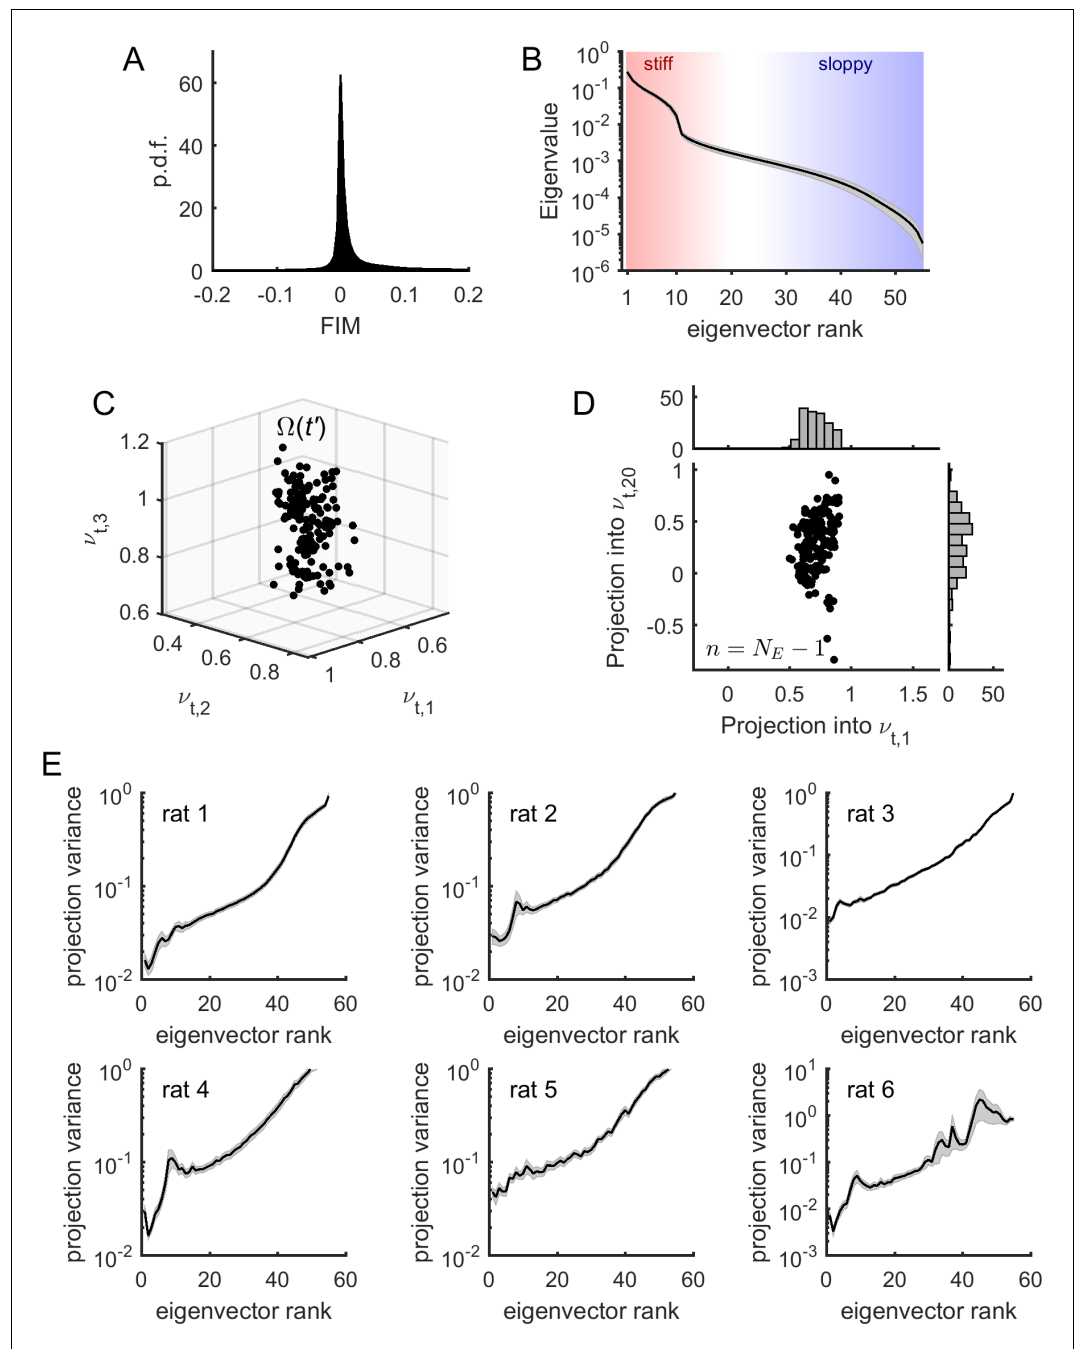 A
p.d.f.
60
40
20
0
-0.2
-0.1
0
0.1
0.2
FIM
B
stiff
sloppy
Eigenvalue
10^0
10^-1
10^-2
10^-3
10^-4
10^-5
10^-6
1
10
20
30
40
50
eigenvector rank
C
Ω(t')
ν_t,3
1.2
1
0.8
0.6
0.4
0.6
0.8
ν_t,2
1
0.8
0.6
ν_t,1
D
50
0
Projection into ν_t,20
1
0.5
0
-0.5
n = N_E − 1
0
0.5
1
1.5
0
50
Projection into ν_t,1
E
rat 1
projection variance
10^0
10^-1
10^-2
0
20
40
60
eigenvector rank
rat 2
projection variance
10^0
10^-1
10^-2
0
20
40
60
eigenvector rank
rat 3
projection variance
10^0
10^-1
10^-2
10^-3
0
20
40
60
eigenvector rank
rat 4
projection variance
10^0
10^-1
10^-2
0
20
40
60
eigenvector rank
rat 5
projection variance
10^0
10^-1
10^-2
0
20
40
60
eigenvector rank
rat 6
projection variance
10^1
10^0
10^-1
10^-2
10^-3
0
20
40
60
eigenvector rank